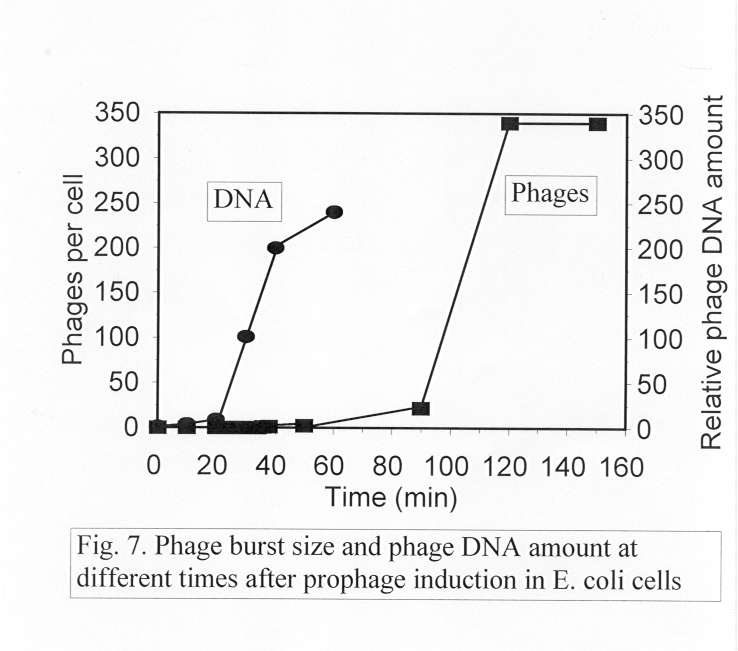 350
300
250
200
150
100
50
0
Phages per cell
DNA
Phages
350
300
250
200
150
100
50
0
Relative phage DNA amount
0 20 40 60 80 100 120 140 160
Time (min)
Fig. 7. Phage burst size and phage DNA amount at
different times after prophage induction in E. coli cells